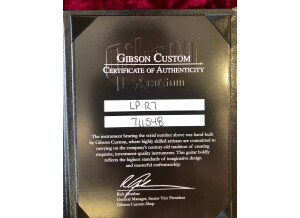 GIBSON CUSTOM
CERTIFICATE OF AUTHENTICITY
LP R7
711548
The instrument bearing the serial number above was hand built
by Gibson Custom, where highly skilled artisans are committed to
carrying on the company's century-old tradition of creating
exquisite, investment-quality instruments. This guitar boldly
reflects the highest standards of imaginative design
and masterful craftsmanship.
Rick
General Manager, Senior Vice President
Gibson Custom Shop